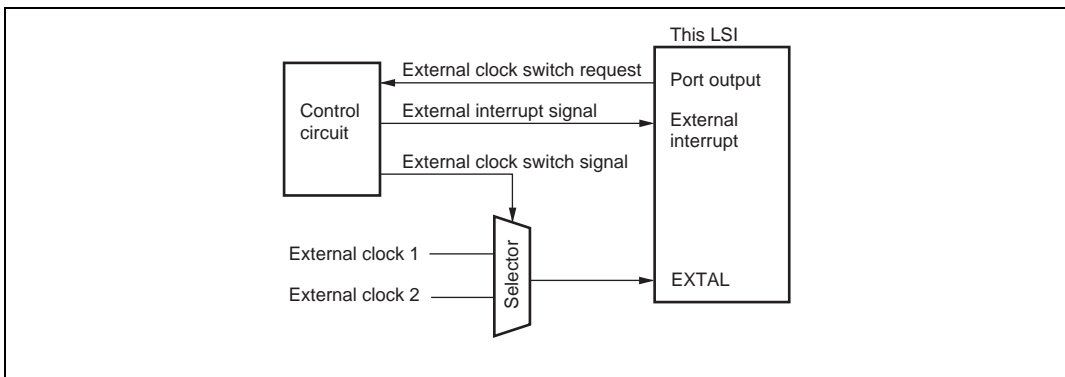 This LSI
External clock switch request
Port output
Control
circuit
External interrupt signal
External
interrupt
External clock switch signal
External clock 1
External clock 2
Selector
EXTAL